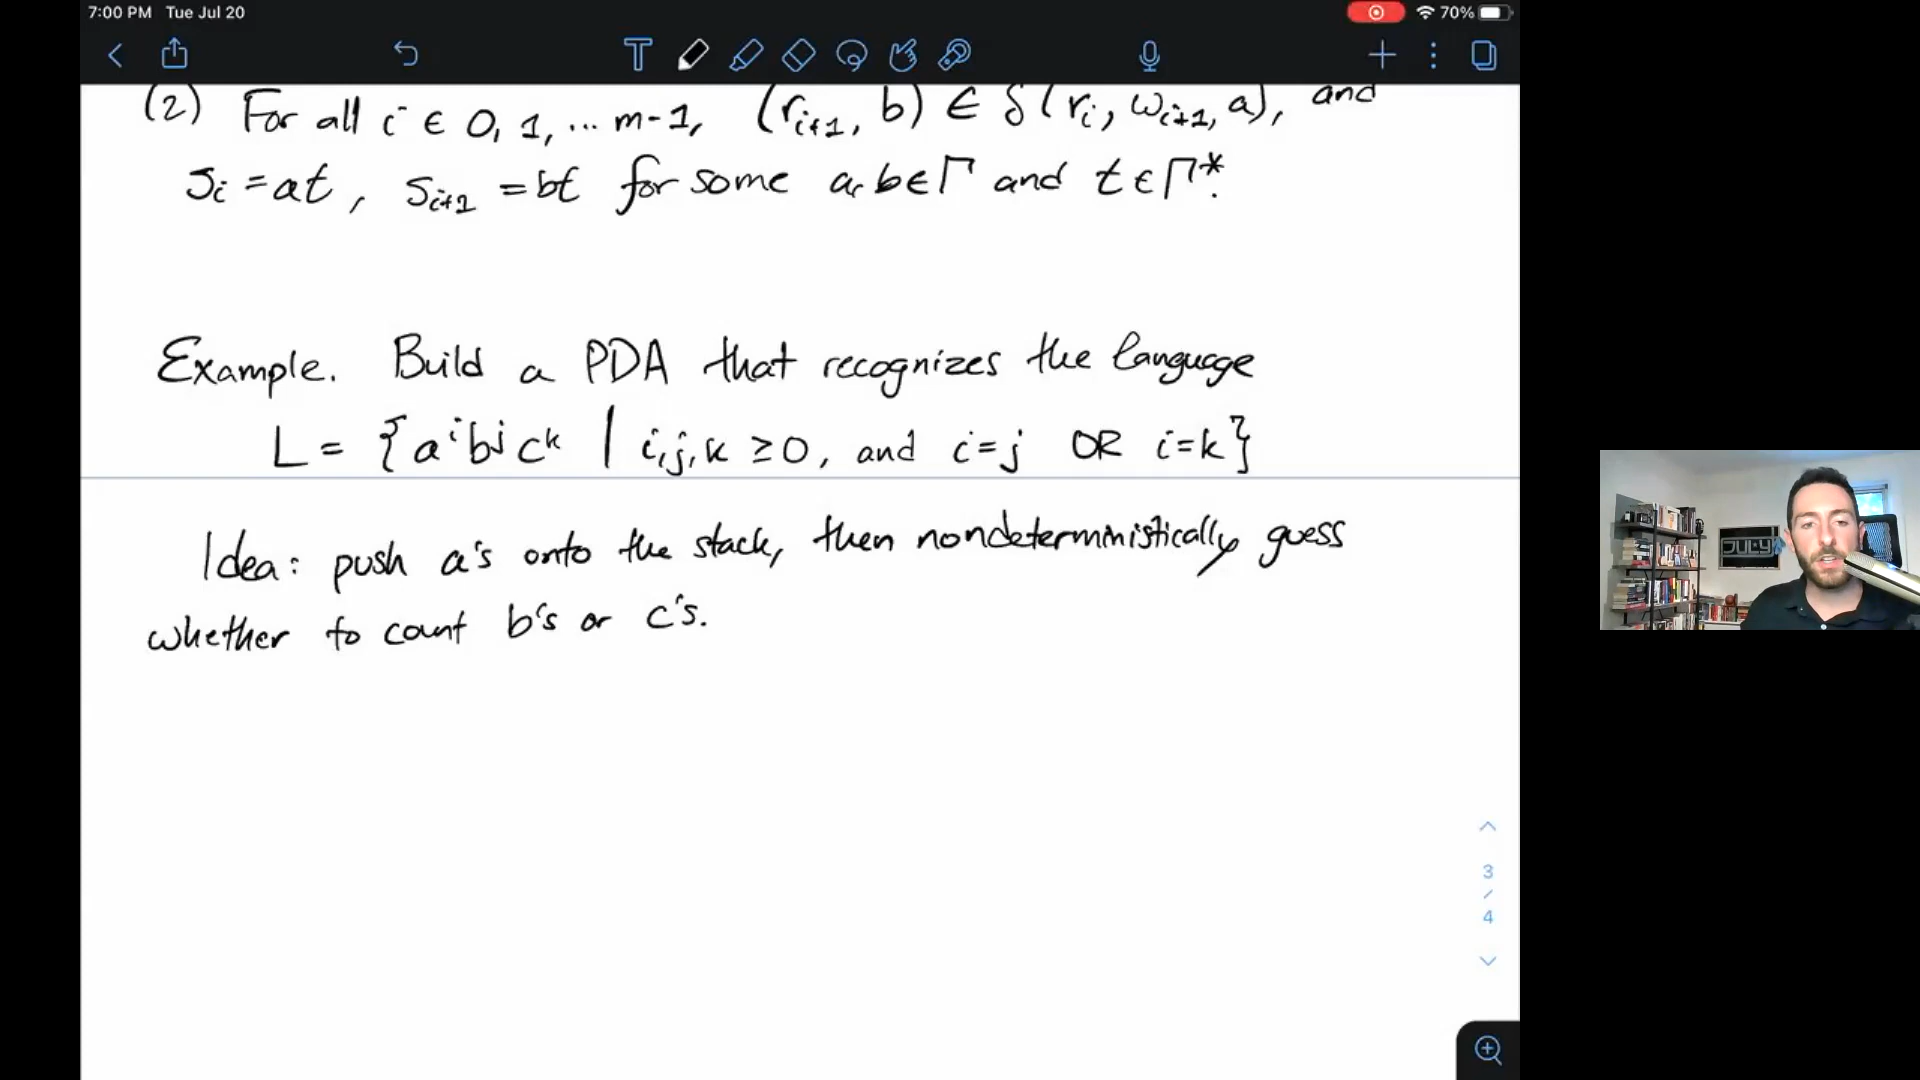 7:00 PM Tue Jul 20
70%
(2) For all i ∈ 0, 1, ... m-1, (rᵢ₊₁, b) ∈ δ(rᵢ, wᵢ₊₁, a), and
sᵢ = at, sᵢ₊₁ = bt for some a, b ∈ Γ and t ∈ Γ*.
Example. Build a PDA that recognizes the language
L = {aⁱbʲcᵏ | i,j,k ≥ 0, and i=j OR i=k}
Idea: push a's onto the stack, then nondeterministically guess
whether to count b's or c's.
3
/
4
JULY